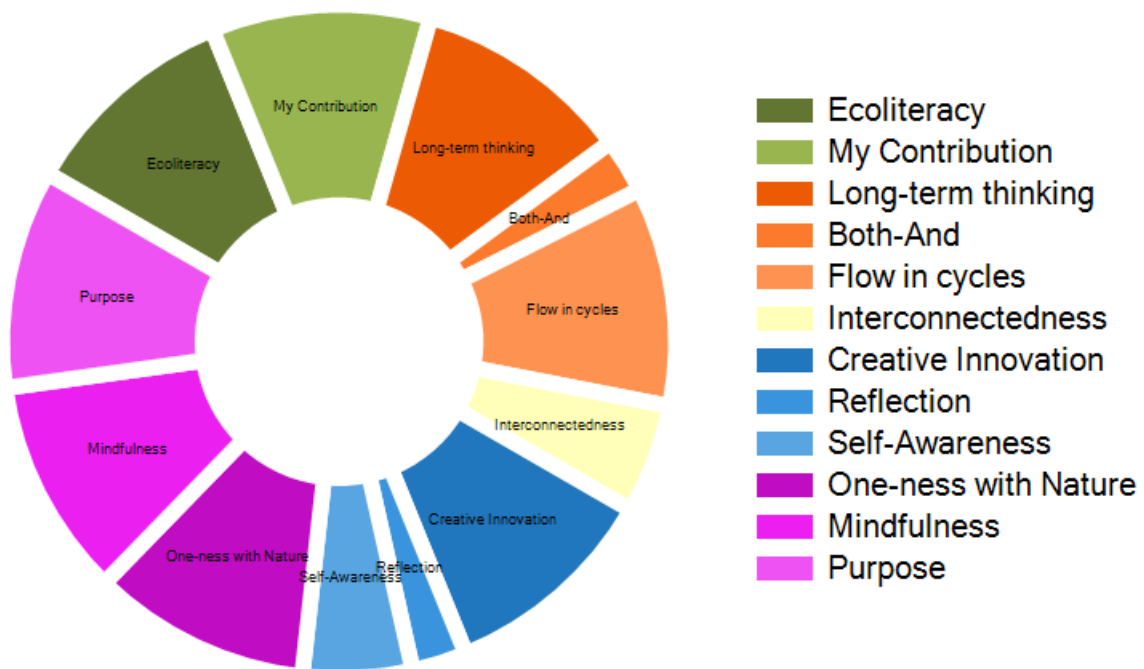 My Contribution
Long-term thinking
Ecoliteracy
Both-And
Purpose
Flow in cycles
Interconnectedness
Mindfulness
Creative Innovation
One-ness with Nature
Reflection
Self-Awareness
Ecoliteracy
My Contribution
Long-term thinking
Both-And
Flow in cycles
Interconnectedness
Creative Innovation
Reflection
Self-Awareness
One-ness with Nature
Mindfulness
Purpose